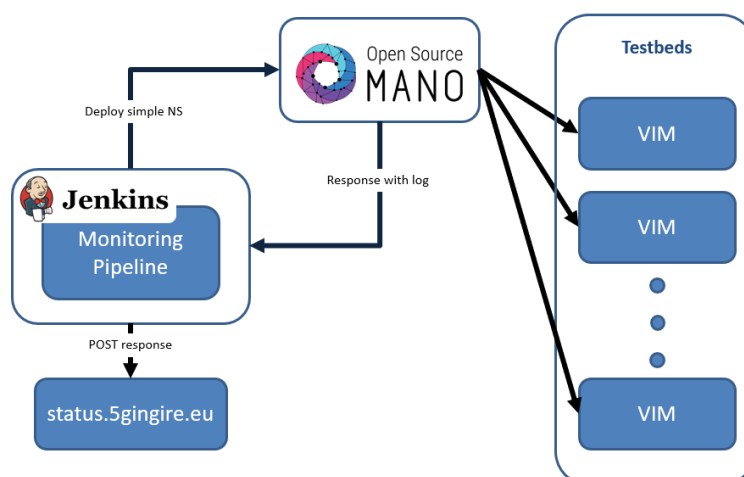 Open Source
MANO
Deploy simple NS
Response with log
Jenkins
Monitoring
Pipeline
POST response
status.5gingire.eu
Testbeds
VIM
VIM
VIM